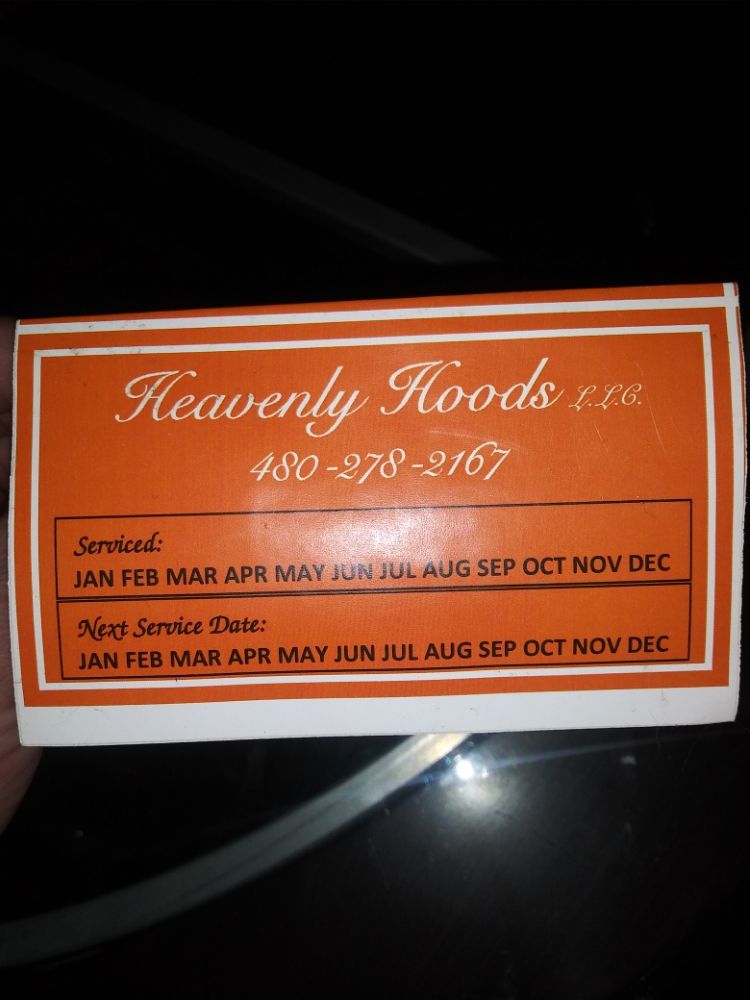 Heavenly Hoods L.L.C.
480-278-2167
Serviced:
JAN FEB MAR APR MAY JUN JUL AUG SEP OCT NOV DEC
Next Service Date:
JAN FEB MAR APR MAY JUN JUL AUG SEP OCT NOV DEC